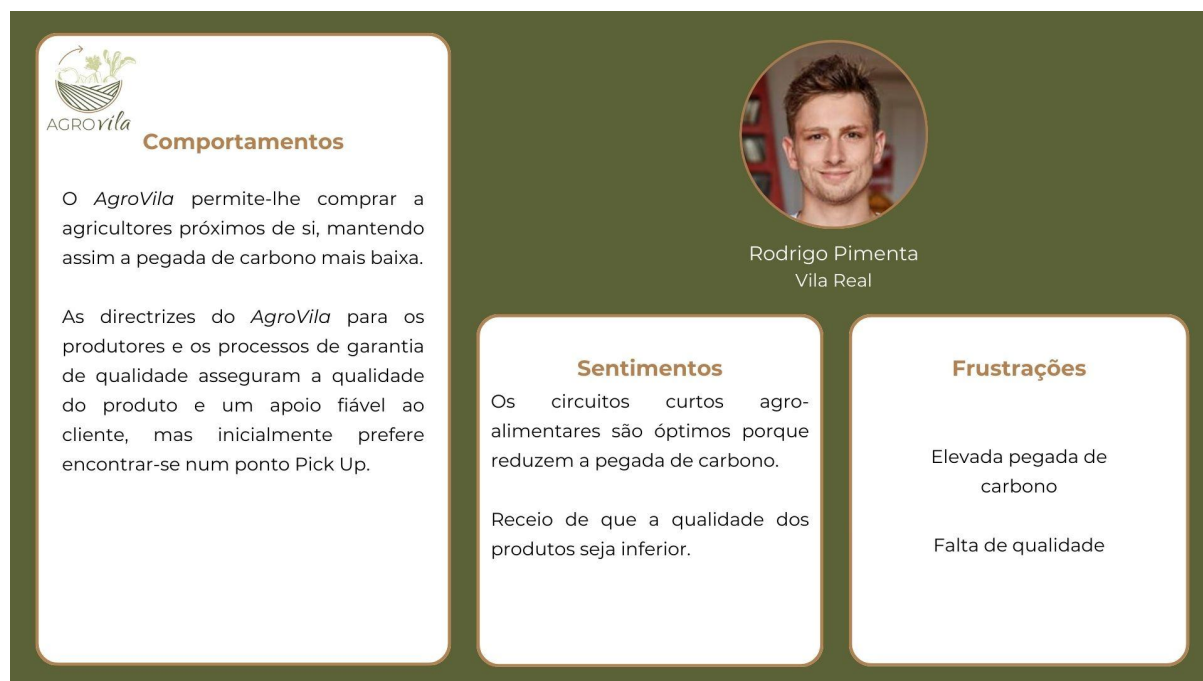 AGROvila
Comportamentos
O AgroVila permite-lhe comprar a
agricultores próximos de si, mantendo
assim a pegada de carbono mais baixa.
As directrizes do AgroVila para os
produtores e os processos de garantia
de qualidade asseguram a qualidade
do produto e um apoio fiável ao
cliente, mas inicialmente prefere
encontrar-se num ponto Pick Up.
Rodrigo Pimenta
Vila Real
Sentimentos
Os circuitos curtos agro-
alimentares são óptimos porque
reduzem a pegada de carbono.
Receio de que a qualidade dos
produtos seja inferior.
Frustrações
Elevada pegada de
carbono
Falta de qualidade